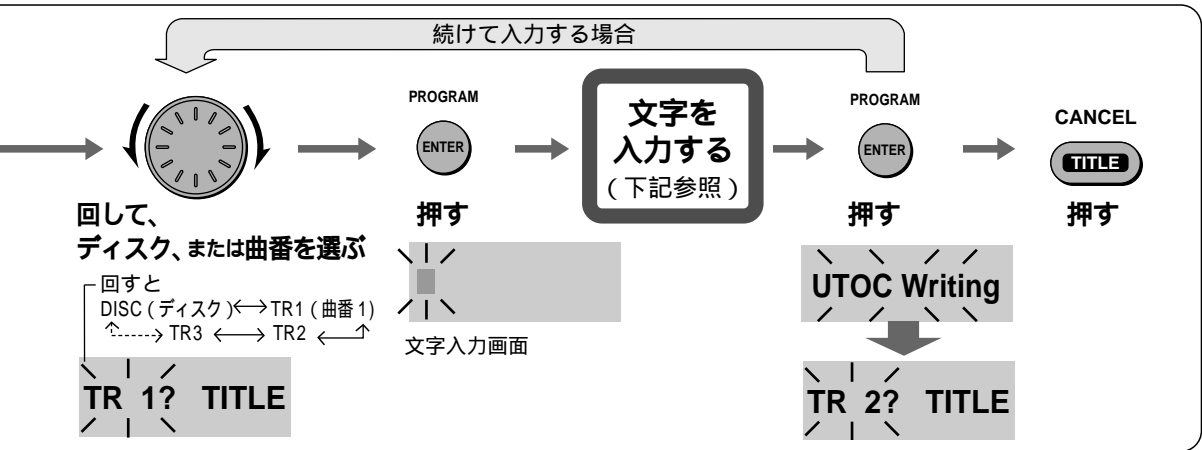 続けて入力する場合
PROGRAM
ENTER
文字を
入力する
(下記参照)
PROGRAM
ENTER
CANCEL
TITLE
回して、
ディスク、または曲番を選ぶ
押す
押す
押す
回すと
DISC(ディスク)←→TR1(曲番1)
TR3 ←→ TR2
TR 1? TITLE
文字入力画面
UTOC Writing
TR 2? TITLE